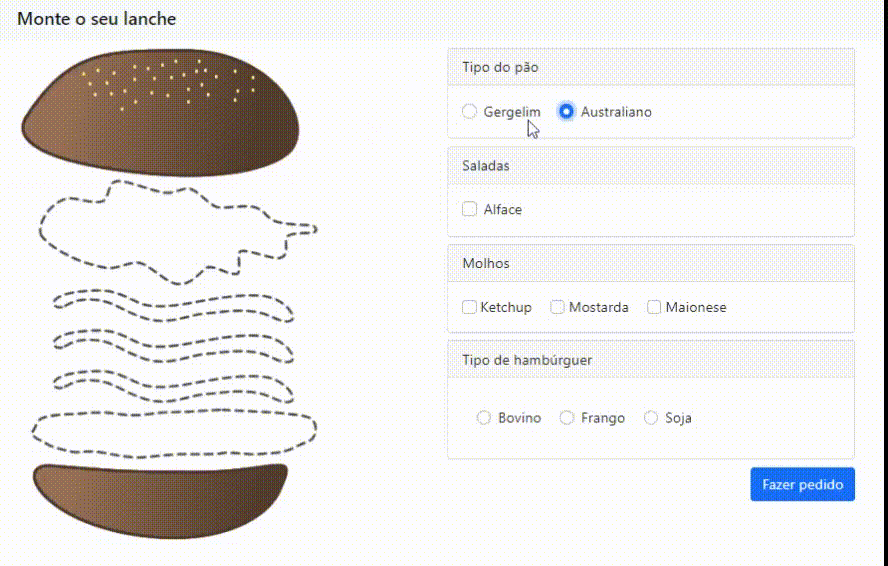 Monte o seu lanche
Tipo do pão
Gergelim Australiano
Saladas
Alface
Molhos
Ketchup Mostarda Maionese
Tipo de hambúrguer
Bovino Frango Soja
Fazer pedido